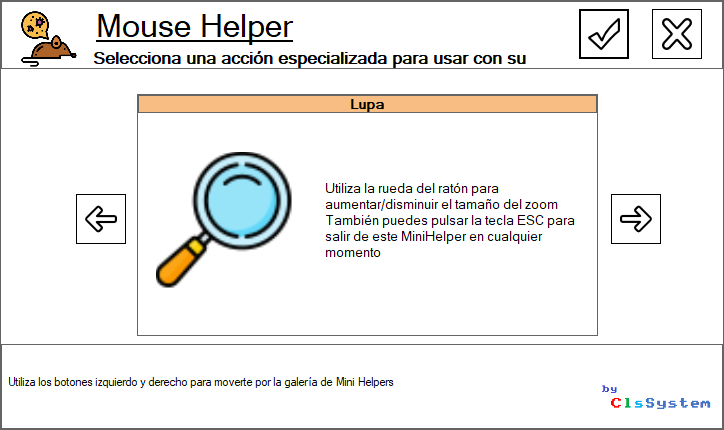 Mouse Helper
Selecciona una acción especializada para usar con su
Lupa
Utiliza la rueda del ratón para
aumentar/disminuir el tamaño del zoom
También puedes pulsar la tecla ESC para
salir de este MiniHelper en cualquier
momento
Utiliza los botones izquierdo y derecho para moverte por la galería de Mini Helpers
by
ClsSystem